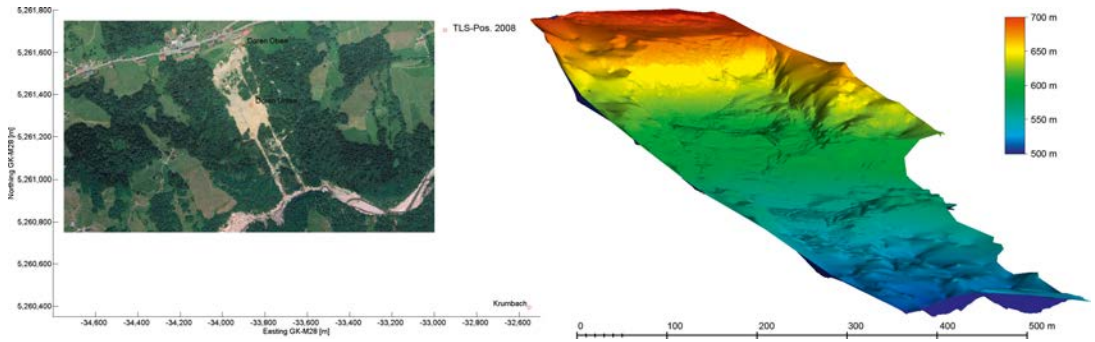 5,261,800
5,261,600
5,261,400
5,261,200
5,261,000
5,260,800
5,260,600
5,260,400
Northing GK-M28 [m]
Doren Oben
TLS-Pos. 2008
Krumbach
-34,600 -34,400 -34,200 -34,000 -33,800 -33,600 -33,400 -33,200 -33,000 -32,800 -32,600
Easting GK-M28 [m]
700 m
650 m
600 m
550 m
500 m
0 100 200 300 400 500 m